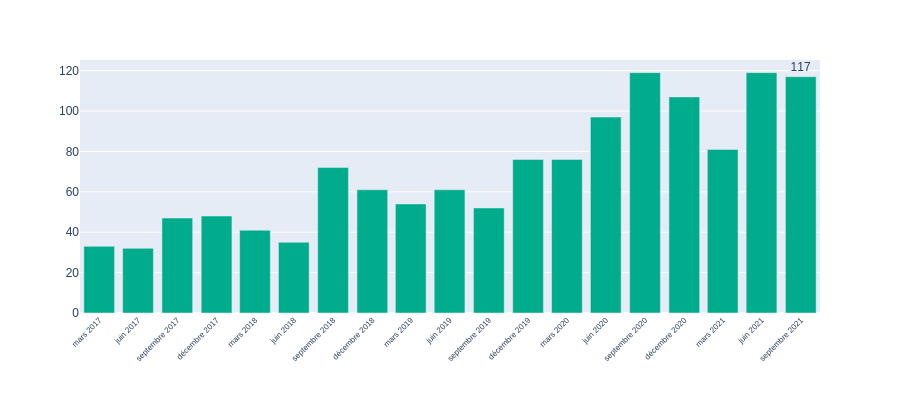 117
120
100
80
60
40
20
0
mars 2017
juin 2017
septembre 2017
décembre 2017
mars 2018
juin 2018
septembre 2018
décembre 2018
mars 2019
juin 2019
septembre 2019
décembre 2019
mars 2020
juin 2020
septembre 2020
décembre 2020
mars 2021
juin 2021
septembre 2021